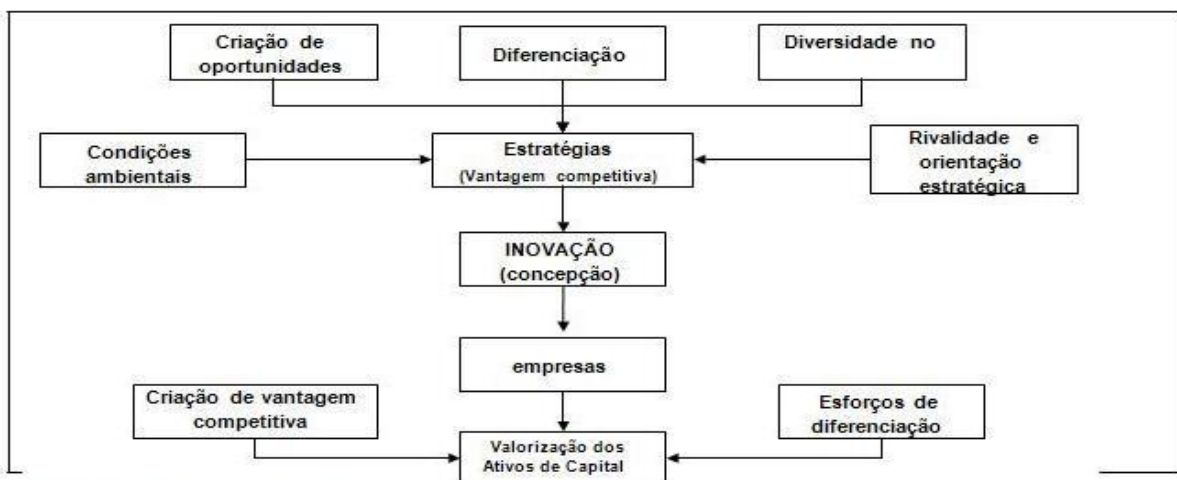 Criação de
oportunidades
Diferenciação
Diversidade no
Condições
ambientais
Estratégias
(Vantagem competitiva)
Rivalidade e
orientação
estratégica
INOVAÇÃO
(concepção)
empresas
Criação de vantagem
competitiva
Esforços de
diferenciação
Valorização dos
Ativos de Capital